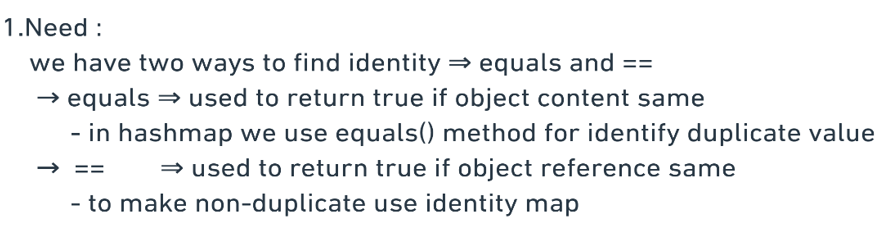 1.Need :
we have two ways to find identity ⇒ equals and ==
→ equals ⇒ used to return true if object content same
- in hashmap we use equals() method for identify duplicate value
→ == ⇒ used to return true if object reference same
- to make non-duplicate use identity map